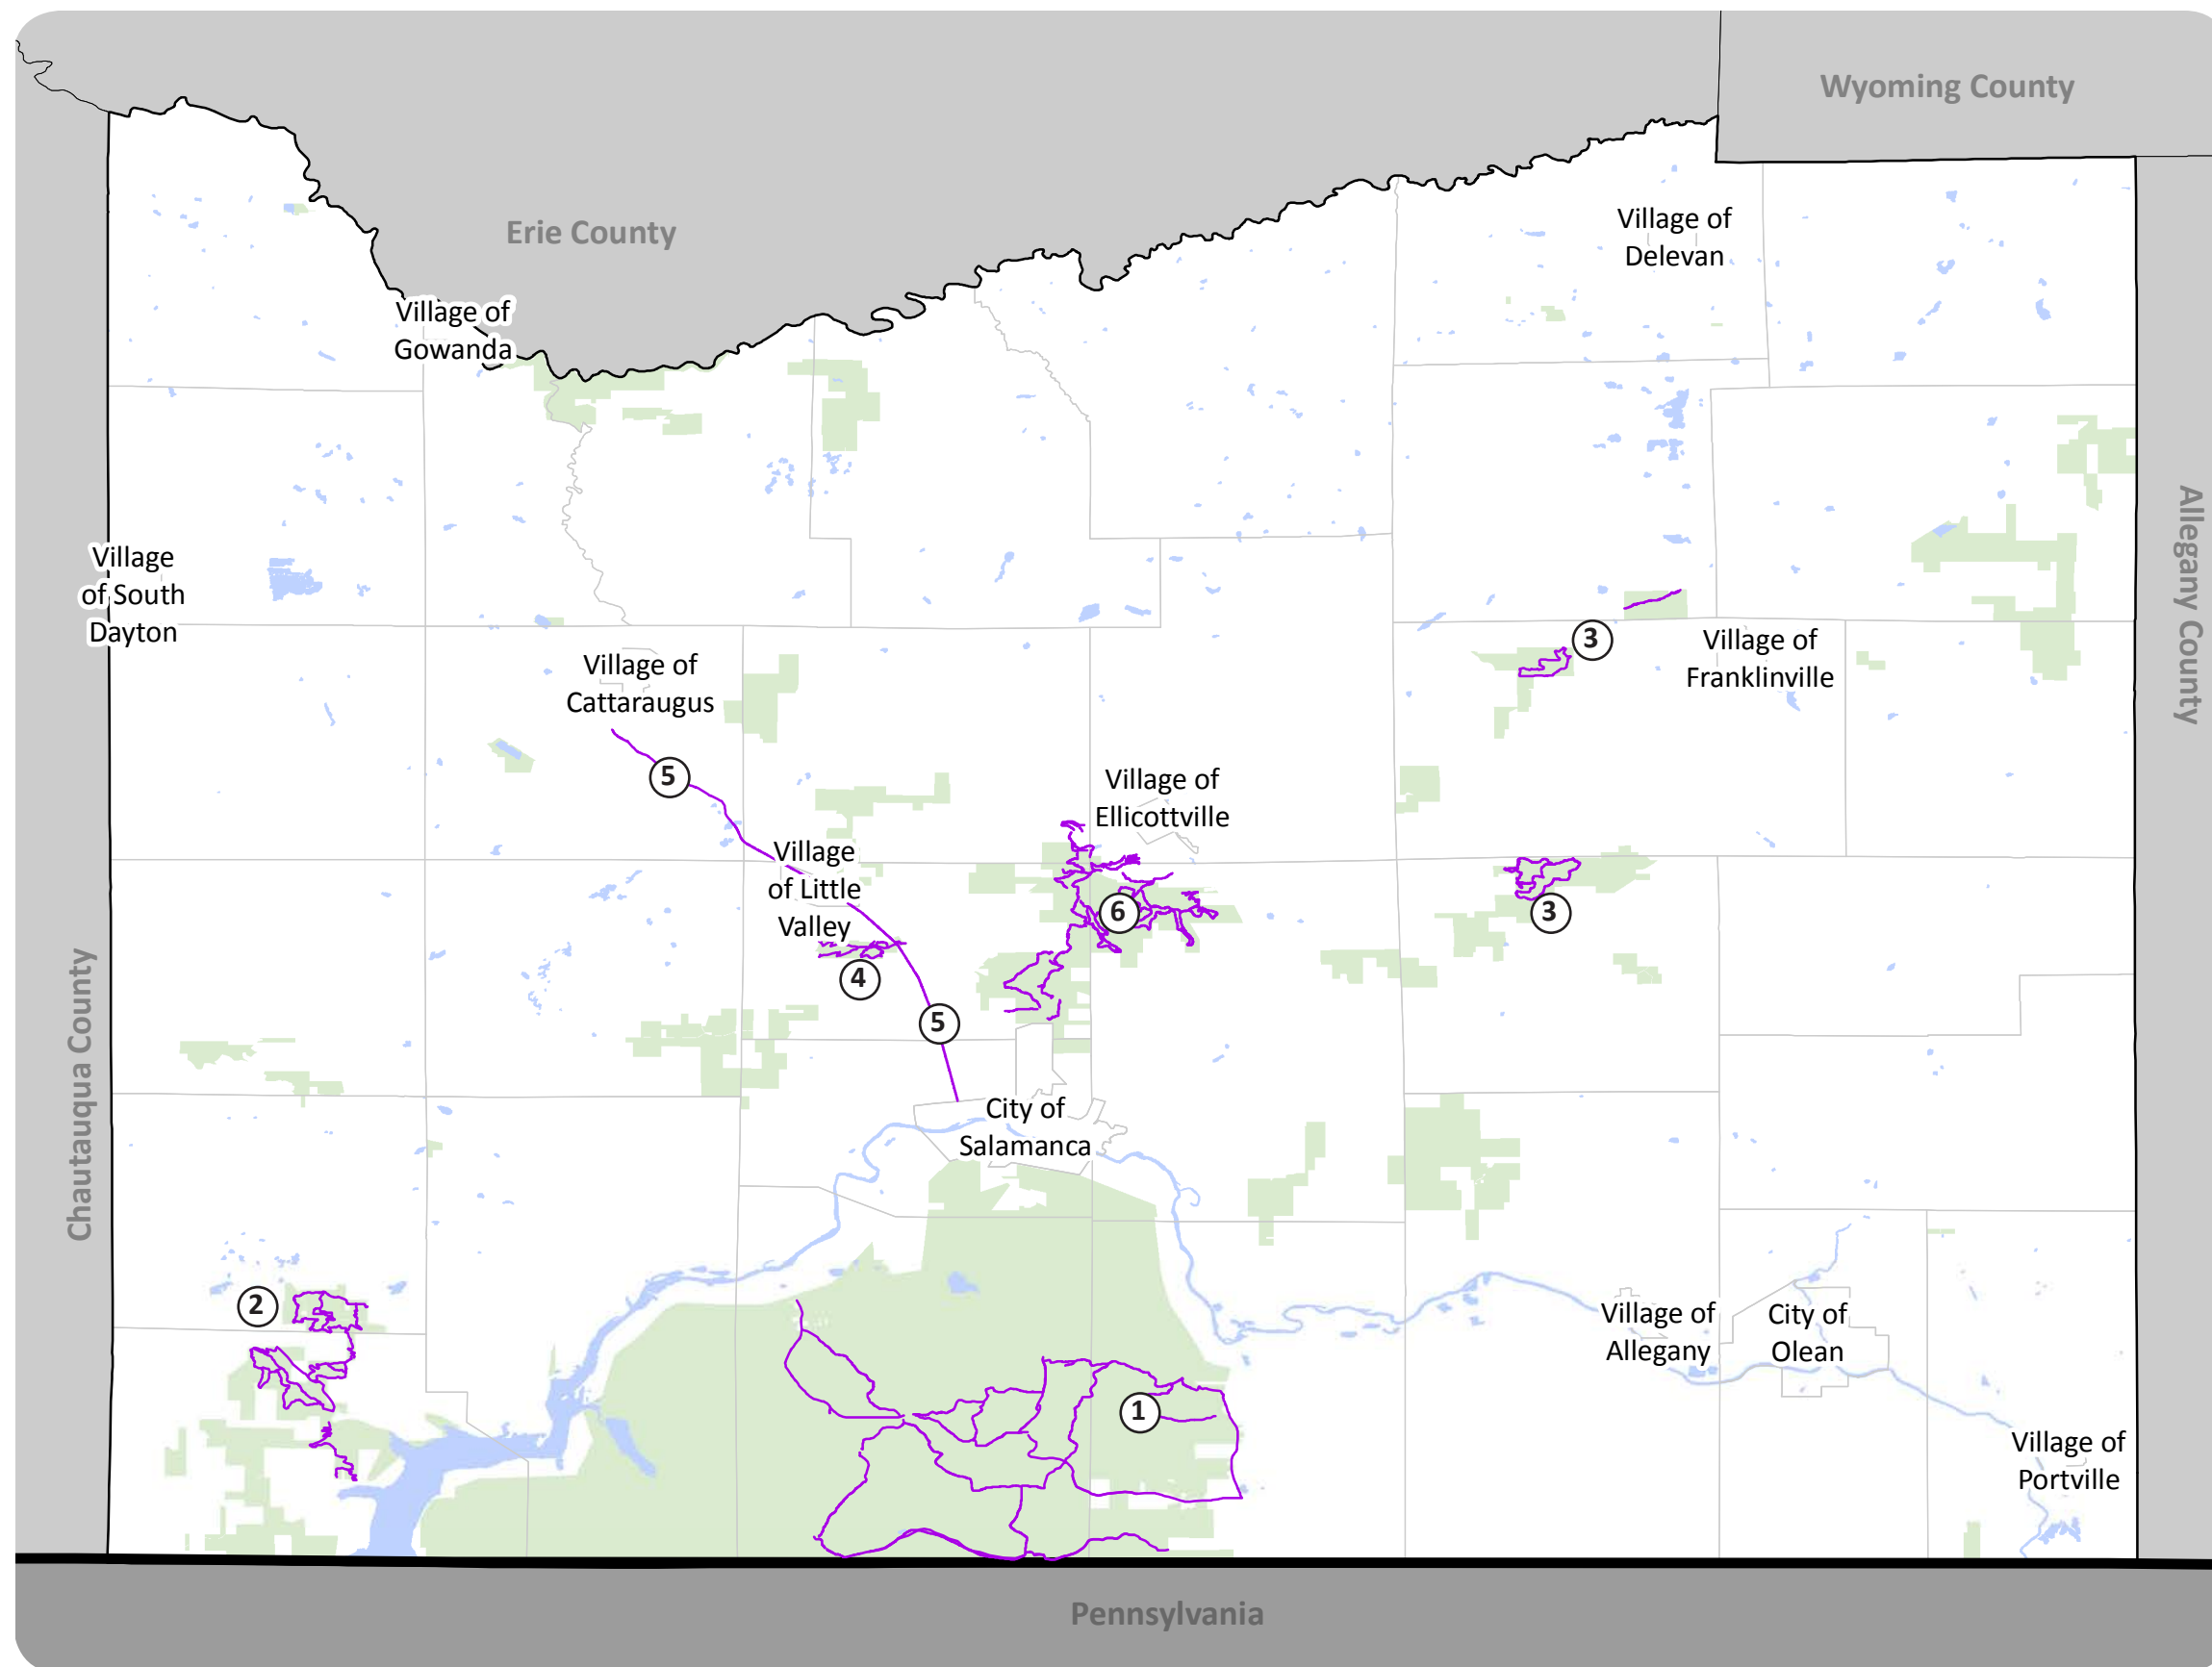 Wyoming County
Erie County
Village of
Delevan
Village of
Gowanda
Allegany County
Village
of South
Dayton
3
Village of
Franklinville
Village of
Cattaraugus
5
Village of
Ellicottville
Village
of Little
Valley
6
3
4
5
Chautauqua County
City of
Salamanca
2
Village of
Allegany
City of
Olean
1
Village of
Portville
Pennsylvania